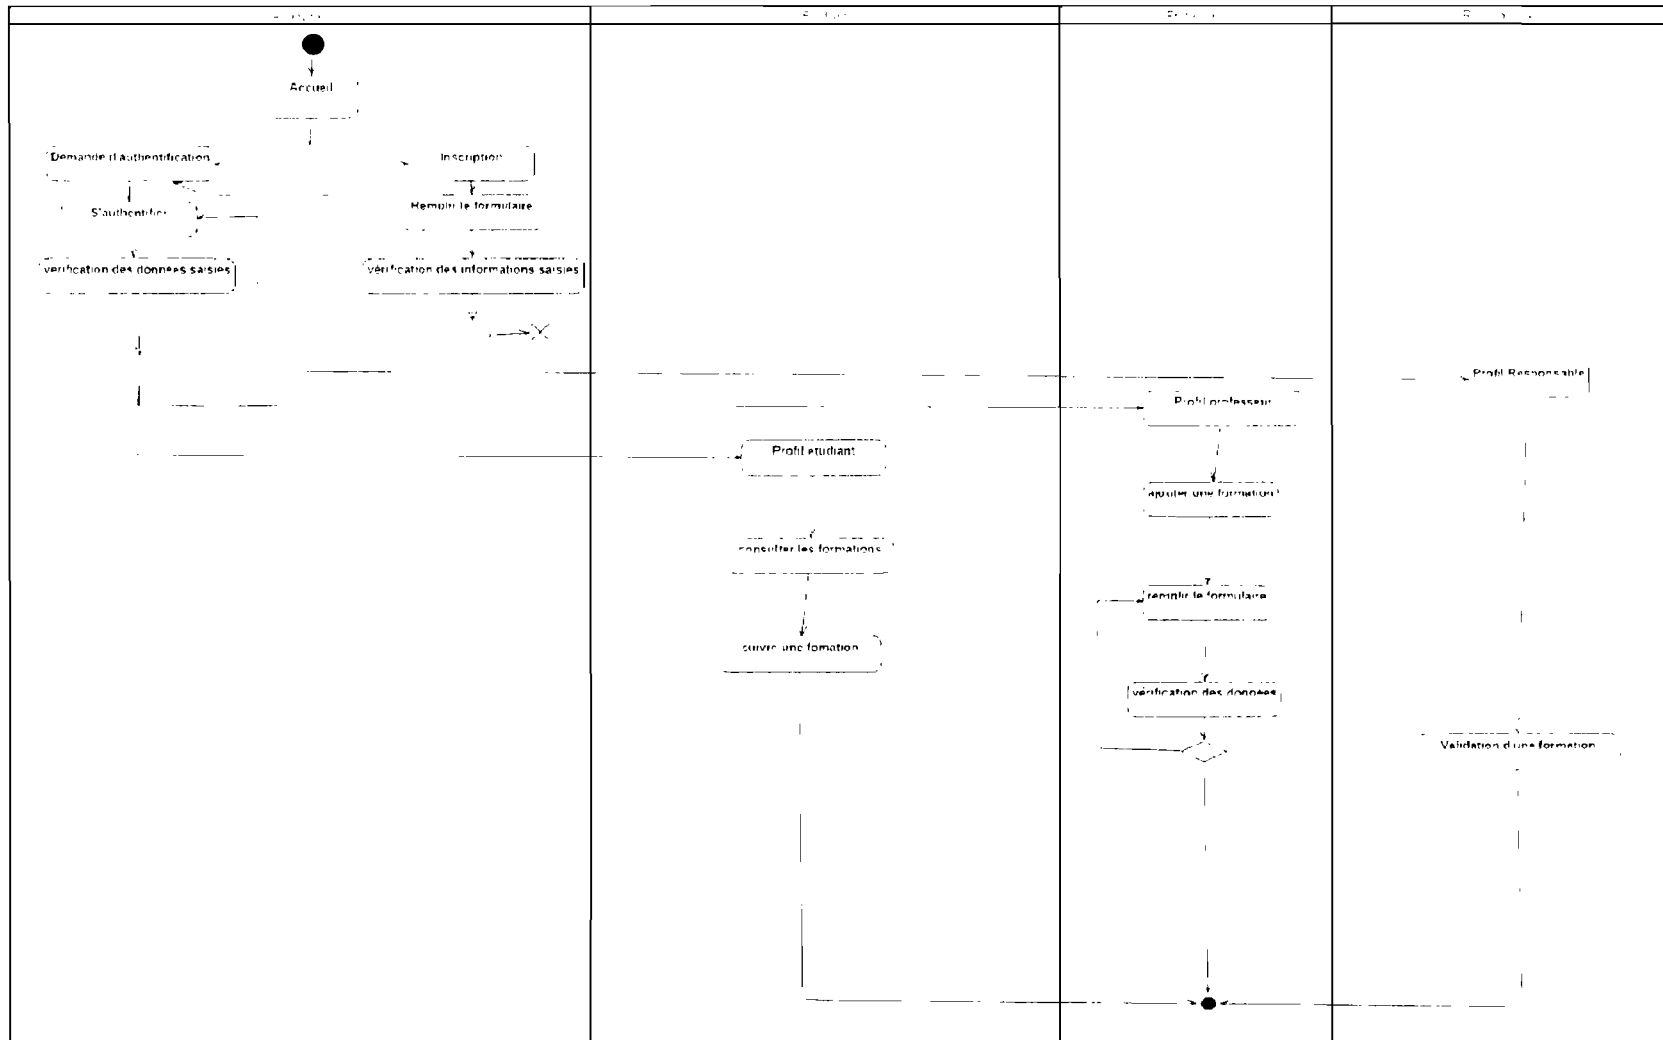 Accueil
Demande d'authentification
Inscription
S'authentifier
Remplir le formulaire
vérification des données saisies
vérification des informations saisies
Profil Responsable
Profil professeur
Profil etudiant
ajouter une formation
consulter les formations
remplir le formulaire
suivre une fomation
vérification des données
Validation d'une formation